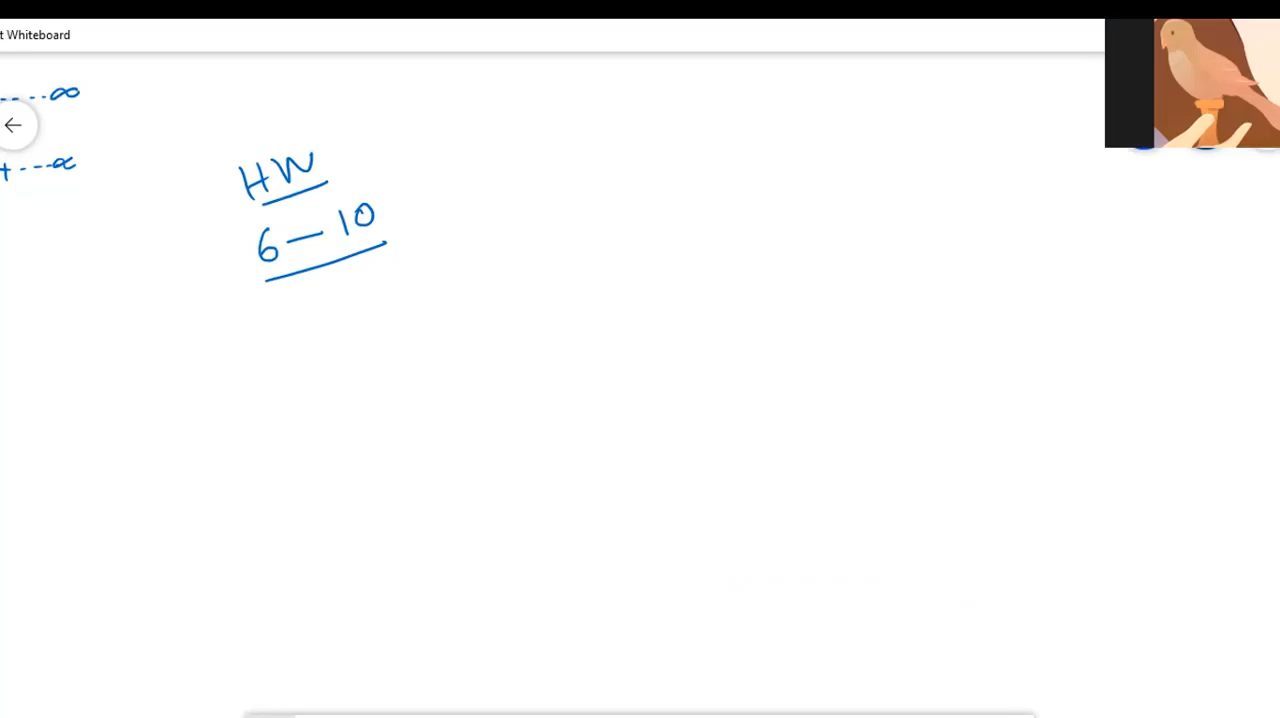 t Whiteboard
....∞
+ ...∝
HW
6 — 10